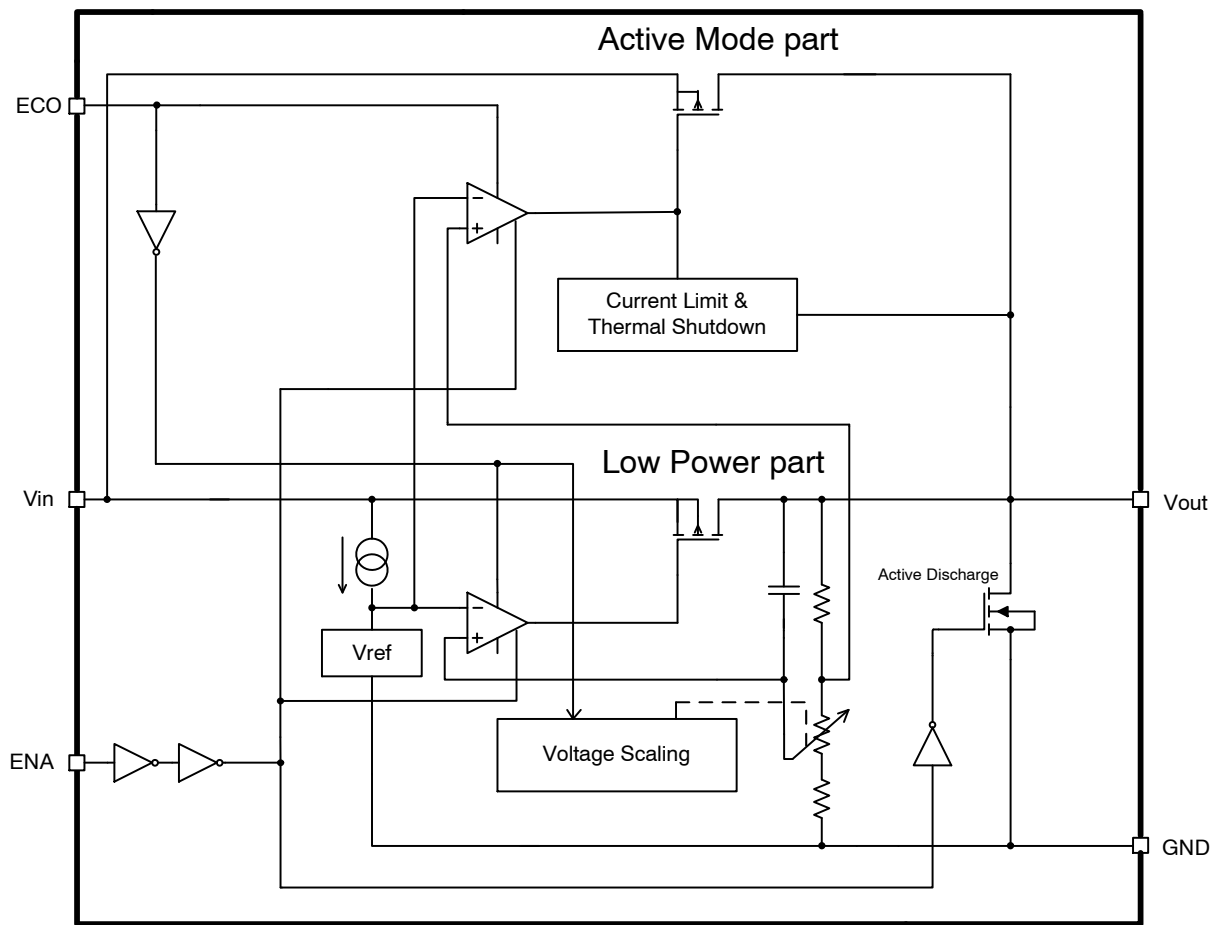 Active Mode part
ECO
−
+
Current Limit &
Thermal Shutdown
Low Power part
Vin
Vout
Active Discharge
−
+
Vref
Voltage Scaling
ENA
GND